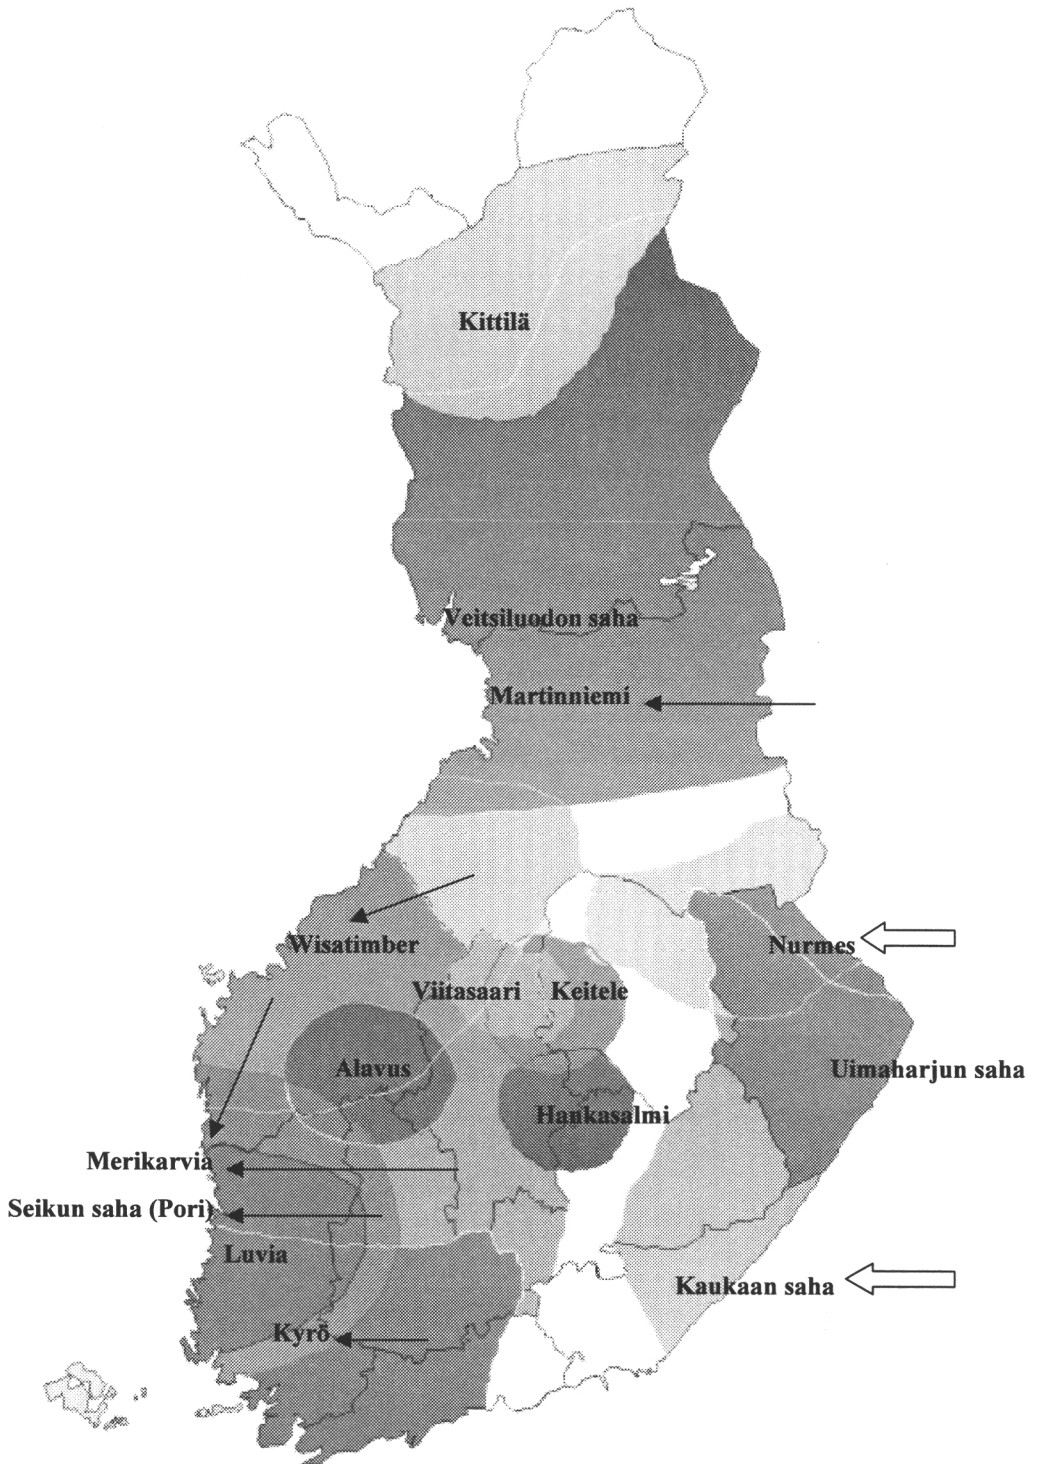 Kittilä
Veitsiluodon saha
Martinniemi
Wisatimber
Nurmes
Viitasaari
Keitele
Alavus
Uimaharjun saha
Hankasalmi
Merikarvia
Seikun saha (Pori)
Luvia
Kaukaan saha
Kyrö